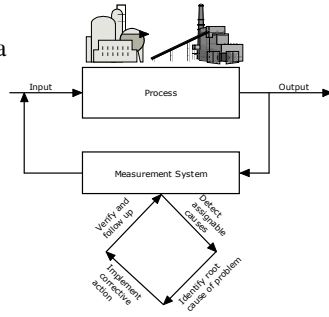 a
Input
Process
Output
Measurement System
Verify and
follow up
Detect
assignable
causes
Implement
corrective
action
Identify root
cause of problem